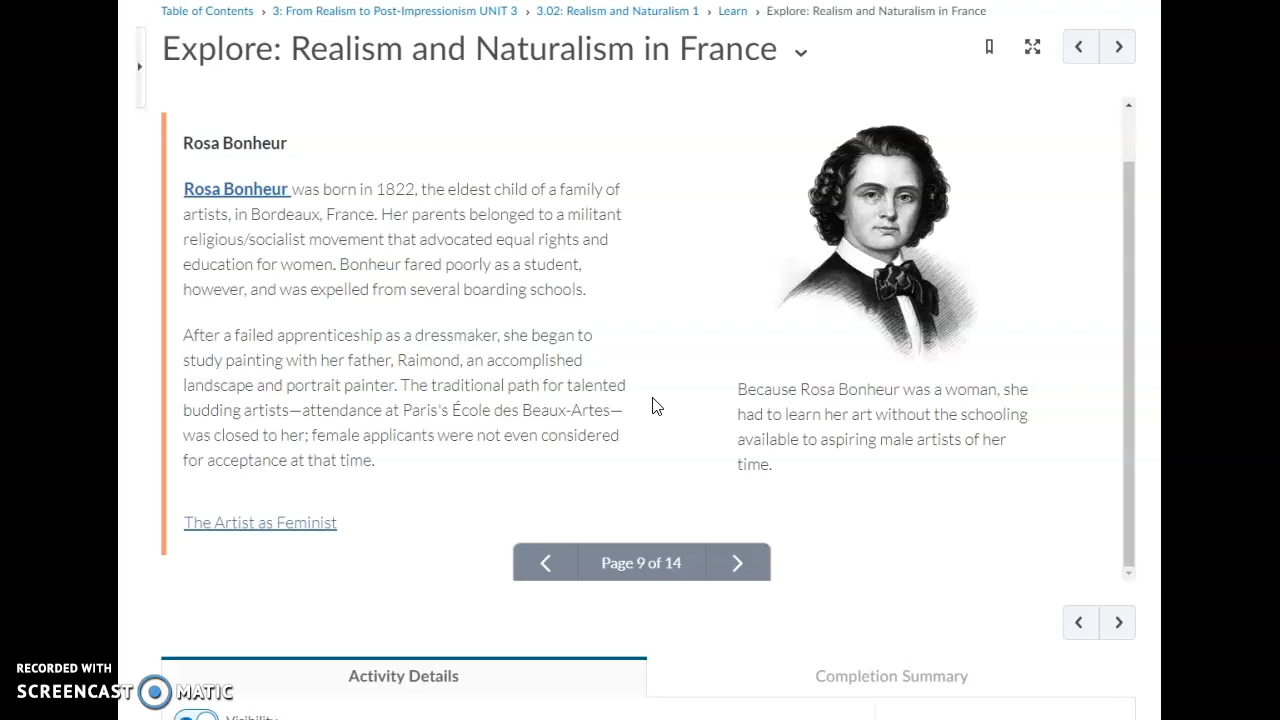 Table of Contents › 3: From Realism to Post-Impressionism UNIT 3 › 3.02: Realism and Naturalism 1 › Learn › Explore: Realism and Naturalism in France
Explore: Realism and Naturalism in France
Rosa Bonheur
Rosa Bonheur was born in 1822, the eldest child of a family of
artists, in Bordeaux, France. Her parents belonged to a militant
religious/socialist movement that advocated equal rights and
education for women. Bonheur fared poorly as a student,
however, and was expelled from several boarding schools.
After a failed apprenticeship as a dressmaker, she began to
study painting with her father, Raimond, an accomplished
landscape and portrait painter. The traditional path for talented
budding artists—attendance at Paris's École des Beaux-Artes—
was closed to her; female applicants were not even considered
for acceptance at that time.
The Artist as Feminist
Because Rosa Bonheur was a woman, she
had to learn her art without the schooling
available to aspiring male artists of her
time.
Page 9 of 14
Activity Details
Completion Summary
Visibility
RECORDED WITH
SCREENCAST MATIC